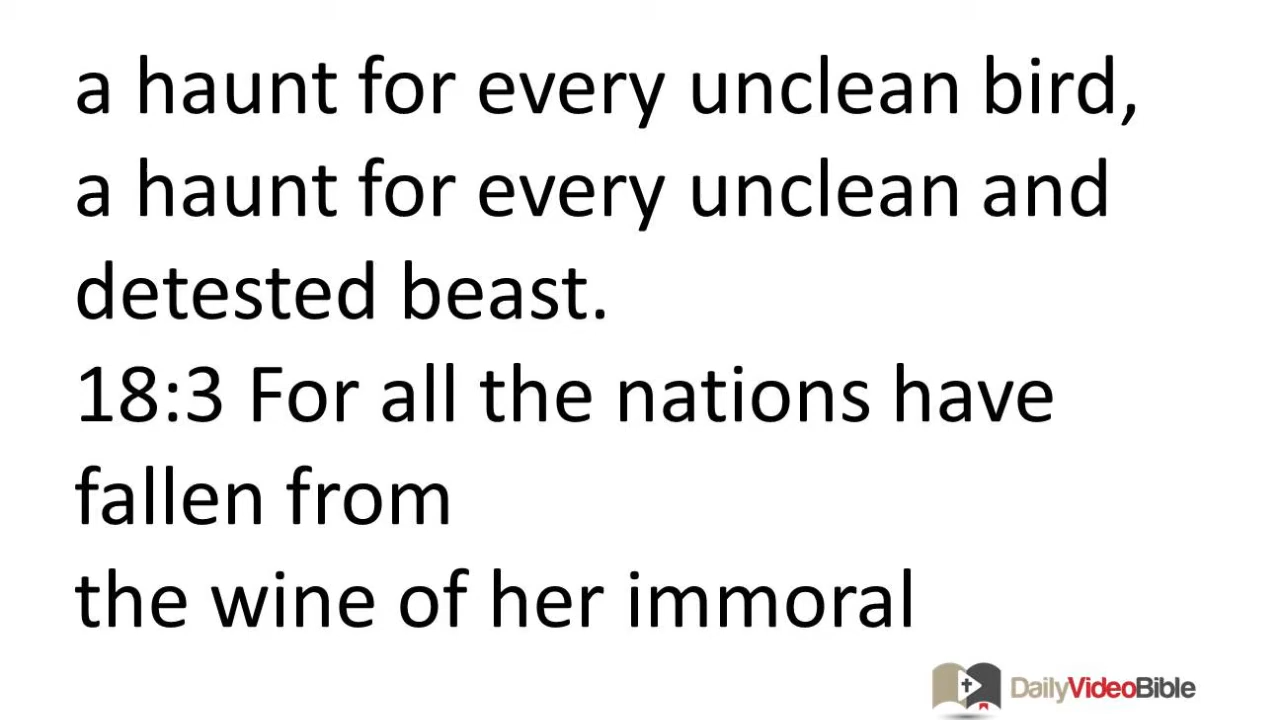 a haunt for every unclean bird,
a haunt for every unclean and
detested beast.
18:3 For all the nations have
fallen from
the wine of her immoral
DailyVideoBible